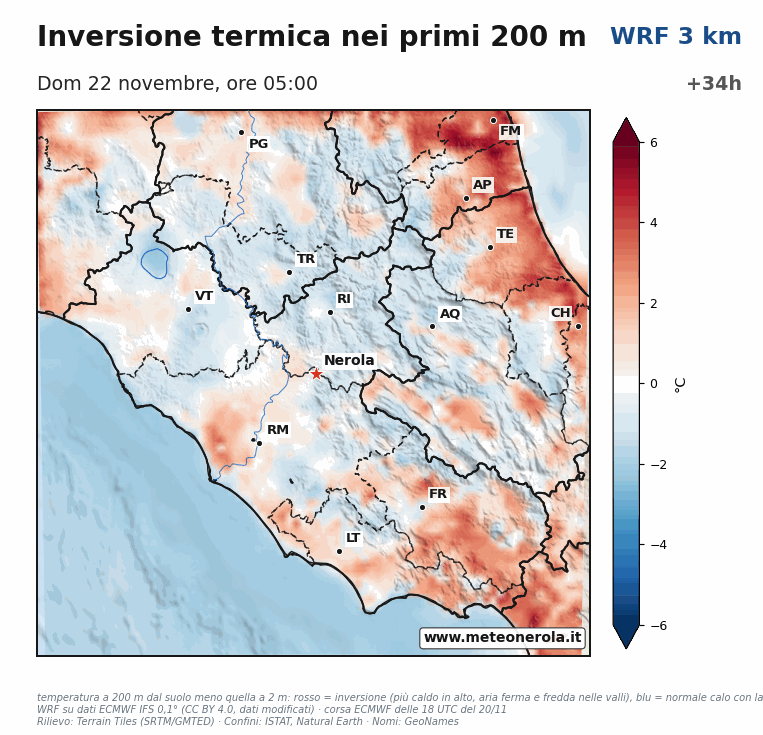 Inversione termica nei primi 200 m WRF 3 km
Dom 22 novembre, ore 05:00 +34h
FM
PG
AP
TE
TR
VT
RI
AQ
CH
Nerola
RM
FR
LT
6
4
2
0
−2
−4
−6
°C
www.meteonerola.it
temperatura a 200 m dal suolo meno quella a 2 m: rosso = inversione (più caldo in alto, aria ferma e fredda nelle valli), blu = normale calo con la
WRF su dati ECMWF IFS 0,1° (CC BY 4.0, dati modificati) · corsa ECMWF delle 18 UTC del 20/11
Rilievo: Terrain Tiles (SRTM/GMTED) · Confini: ISTAT, Natural Earth · Nomi: GeoNames